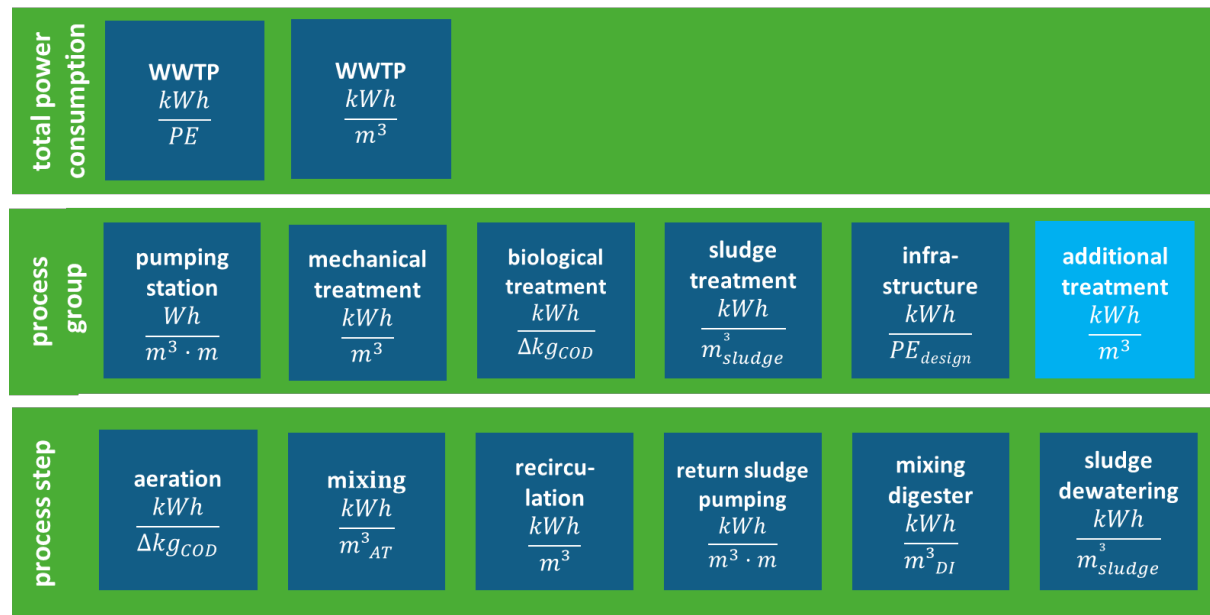 total power
consumption
WWTP
kWh
PE
WWTP
kWh
m³
process
group
pumping
station
Wh
m³ · m
mechanical
treatment
kWh
m³
biological
treatment
kWh
Δkg_COD
sludge
treatment
kWh
m³_sludge
infra-
structure
kWh
PE_design
additional
treatment
kWh
m³
process step
aeration
kWh
Δkg_COD
mixing
kWh
m³_AT
recircu-
lation
kWh
m³
return sludge
pumping
kWh
m³ · m
mixing
digester
kWh
m³_DI
sludge
dewatering
kWh
m³_sludge